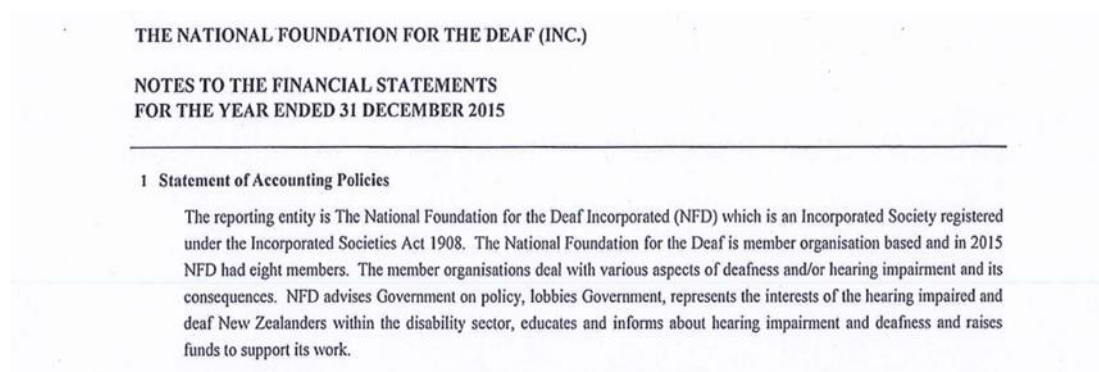 THE NATIONAL FOUNDATION FOR THE DEAF (INC.)
NOTES TO THE FINANCIAL STATEMENTS
FOR THE YEAR ENDED 31 DECEMBER 2015
1 Statement of Accounting Policies
The reporting entity is The National Foundation for the Deaf Incorporated (NFD) which is an Incorporated Society registered
under the Incorporated Societies Act 1908. The National Foundation for the Deaf is member organisation based and in 2015
NFD had eight members. The member organisations deal with various aspects of deafness and/or hearing impairment and its
consequences. NFD advises Government on policy, lobbies Government, represents the interests of the hearing impaired and
deaf New Zealanders within the disability sector, educates and informs about hearing impairment and deafness and raises
funds to support its work.